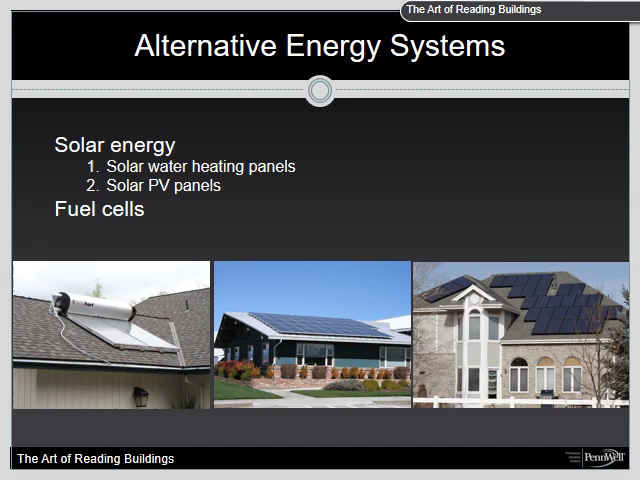 The Art of Reading Buildings
Alternative Energy Systems
Solar energy
1. Solar water heating panels
2. Solar PV panels
Fuel cells
The Art of Reading Buildings
PennWell